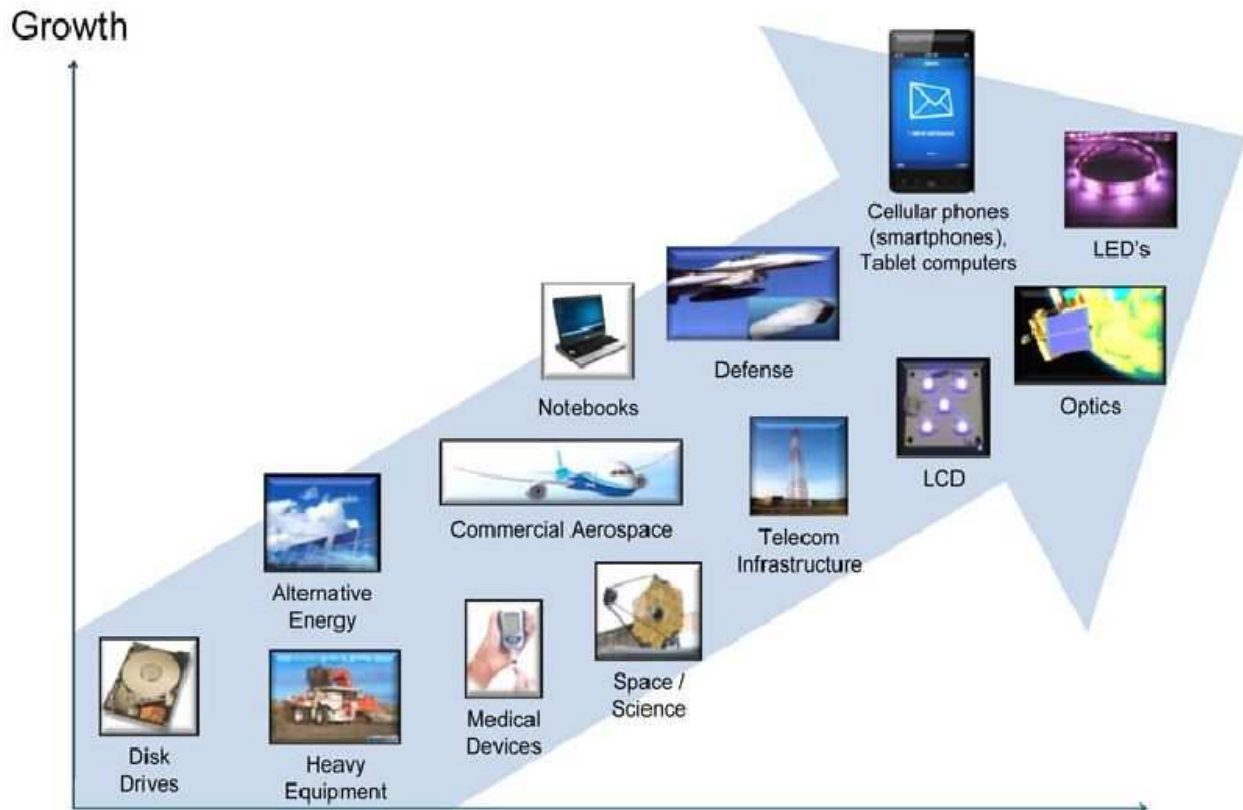 Growth
Cellular phones
(smartphones),
Tablet computers
LED's
Defense
Notebooks
Optics
LCD
Commercial Aerospace
Telecom
Infrastructure
Alternative
Energy
Space /
Science
Medical
Devices
Disk
Drives
Heavy
Equipment